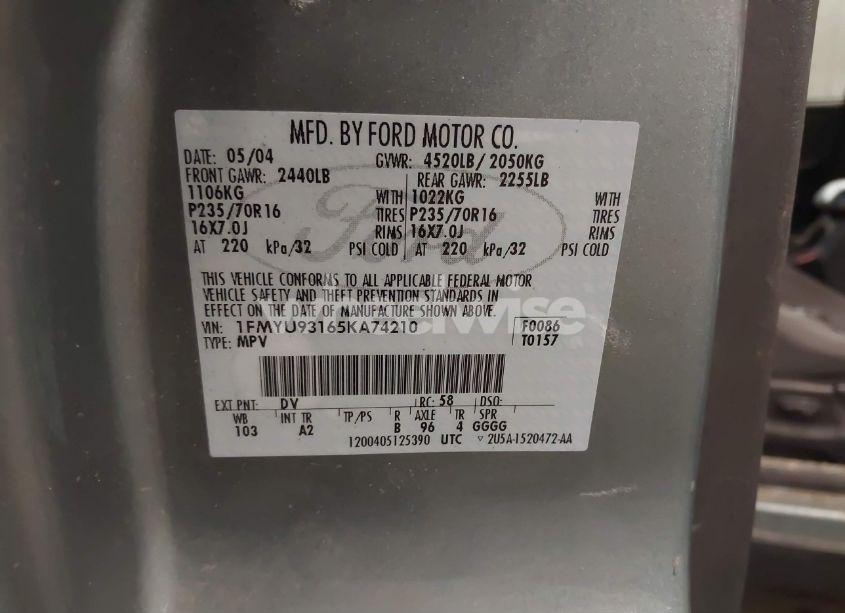 MFD. BY FORD MOTOR CO.
DATE: 05/04 GVWR: 4520LB/ 2050KG
FRONT GAWR: 2440LB REAR GAWR: 2255LB
1106KG WITH 1022KG WITH
P235/70R16 TIRES P235/70R16 TIRES
16X7.0J RIMS 16X7.0J RIMS
AT 220 kPa/32 PSI COLD AT 220 kPa/32 PSI COLD
Ford
THIS VEHICLE CONFORMS TO ALL APPLICABLE FEDERAL MOTOR
VEHICLE SAFETY AND THEFT PREVENTION STANDARDS IN
EFFECT ON THE DATE OF MANUFACTURE SHOWN ABOVE.
VIN: 1FMYU93165KA74210 F0086
TYPE: MPV T0157
EXT PNT: DV RC: 58 DSO:
WB INT TR TP/PS R AXLE TR SPR
103 A2 B 96 4 GGGG
1200405125390 UTC ▽ 2U5A-1520472-AA